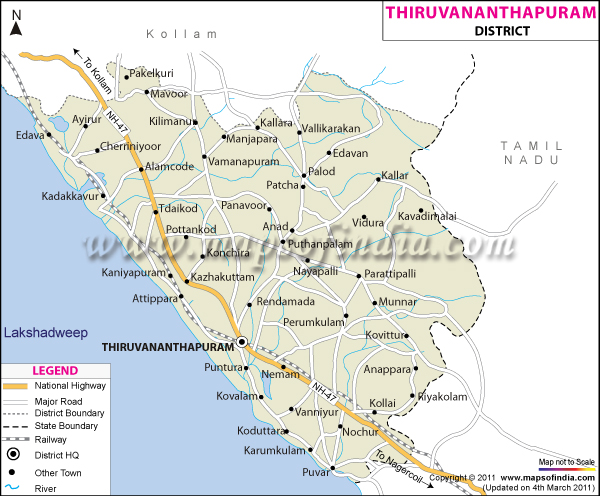 THIRUVANANTHAPURAM
DISTRICT
N
Kollam
To Kollam
Pakelkuri
Mavoor
NH-47
Ayirur
Kilimanu
Kallara
Vallikarakan
Edava
Manjapara
TAMIL
NADU
Cherriniyoor
Edavan
Vamanapuram
Alamcode
Palod
Kallar
Patcha
Kadakkavur
Tdaikod
Panavoor
Kavadimalai
Vidura
Pottankod
Anad
Puthanpalam
www.mapsofindia.com
Konchira
Nayapalli
Kaniyapuram
Kazhakuttam
Parattipalli
Attippara
Rendamada
Munnar
Perumkulam
Lakshadweep
Kovittur
THIRUVANANTHAPURAM
Puntura
Nemam
Anappara
NH-47
Kovalam
Riyakolam
Vanniyur
Kollai
Koduttara
Nochur
Karumkulam
To Nagercoil
Puvar
LEGEND
National Highway
Major Road
District Boundary
State Boundary
Railway
District HQ
Other Town
River
Map not to Scale
Copyright © 2011 www.mapsofindia.com
(Updated on 4th March 2011)